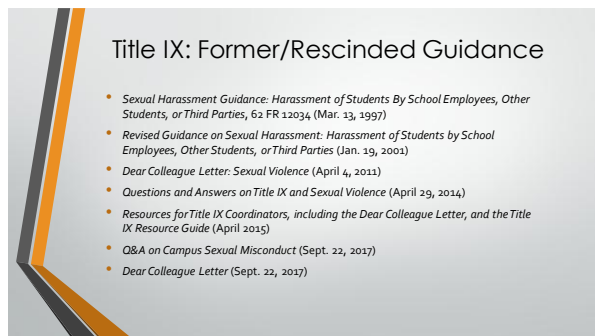 Title IX: Former/Rescinded Guidance
• Sexual Harassment Guidance: Harassment of Students By School Employees, Other
Students, or Third Parties, 62 FR 12034 (Mar. 13, 1997)
• Revised Guidance on Sexual Harassment: Harassment of Students by School
Employees, Other Students, or Third Parties (Jan. 19, 2001)
• Dear Colleague Letter: Sexual Violence (April 4, 2011)
• Questions and Answers on Title IX and Sexual Violence (April 29, 2014)
• Resources for Title IX Coordinators, including the Dear Colleague Letter, and the Title
IX Resource Guide (April 2015)
• Q&A on Campus Sexual Misconduct (Sept. 22, 2017)
• Dear Colleague Letter (Sept. 22, 2017)